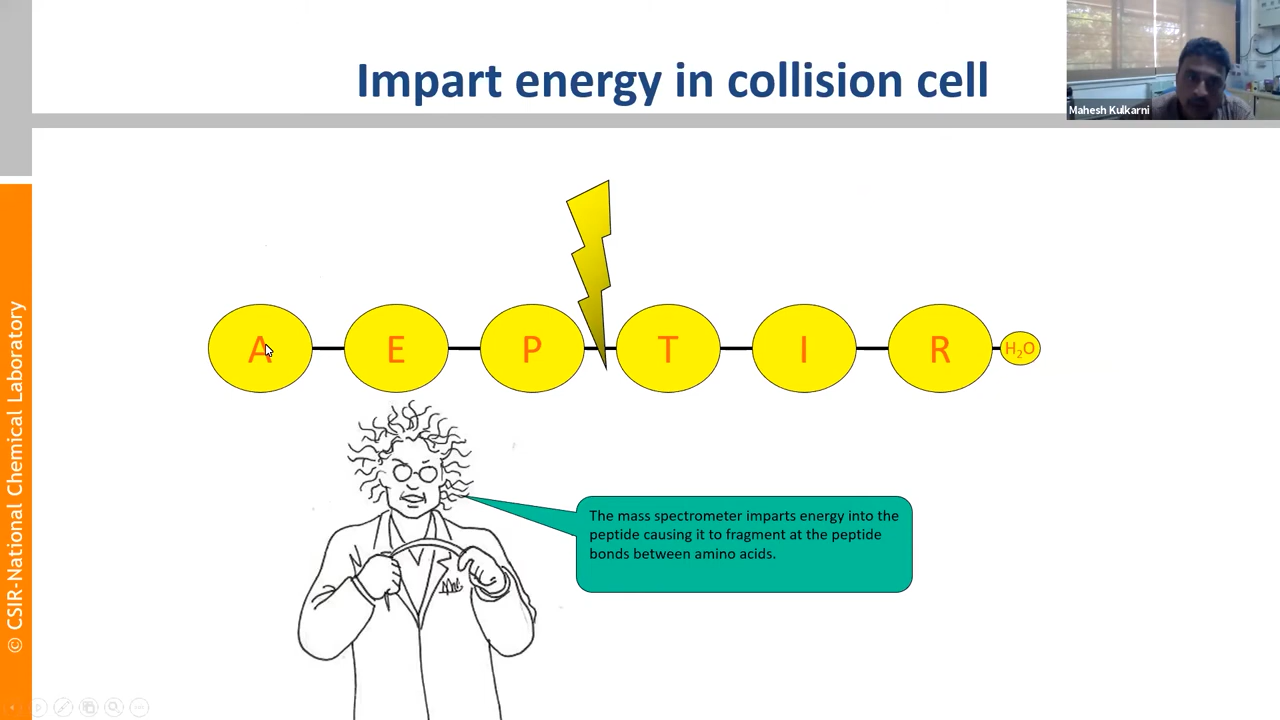 Impart energy in collision cell
Mahesh Kulkarni
A E P T I R H₂O
The mass spectrometer imparts energy into the
peptide causing it to fragment at the peptide
bonds between amino acids.
© CSIR-National Chemical Laboratory